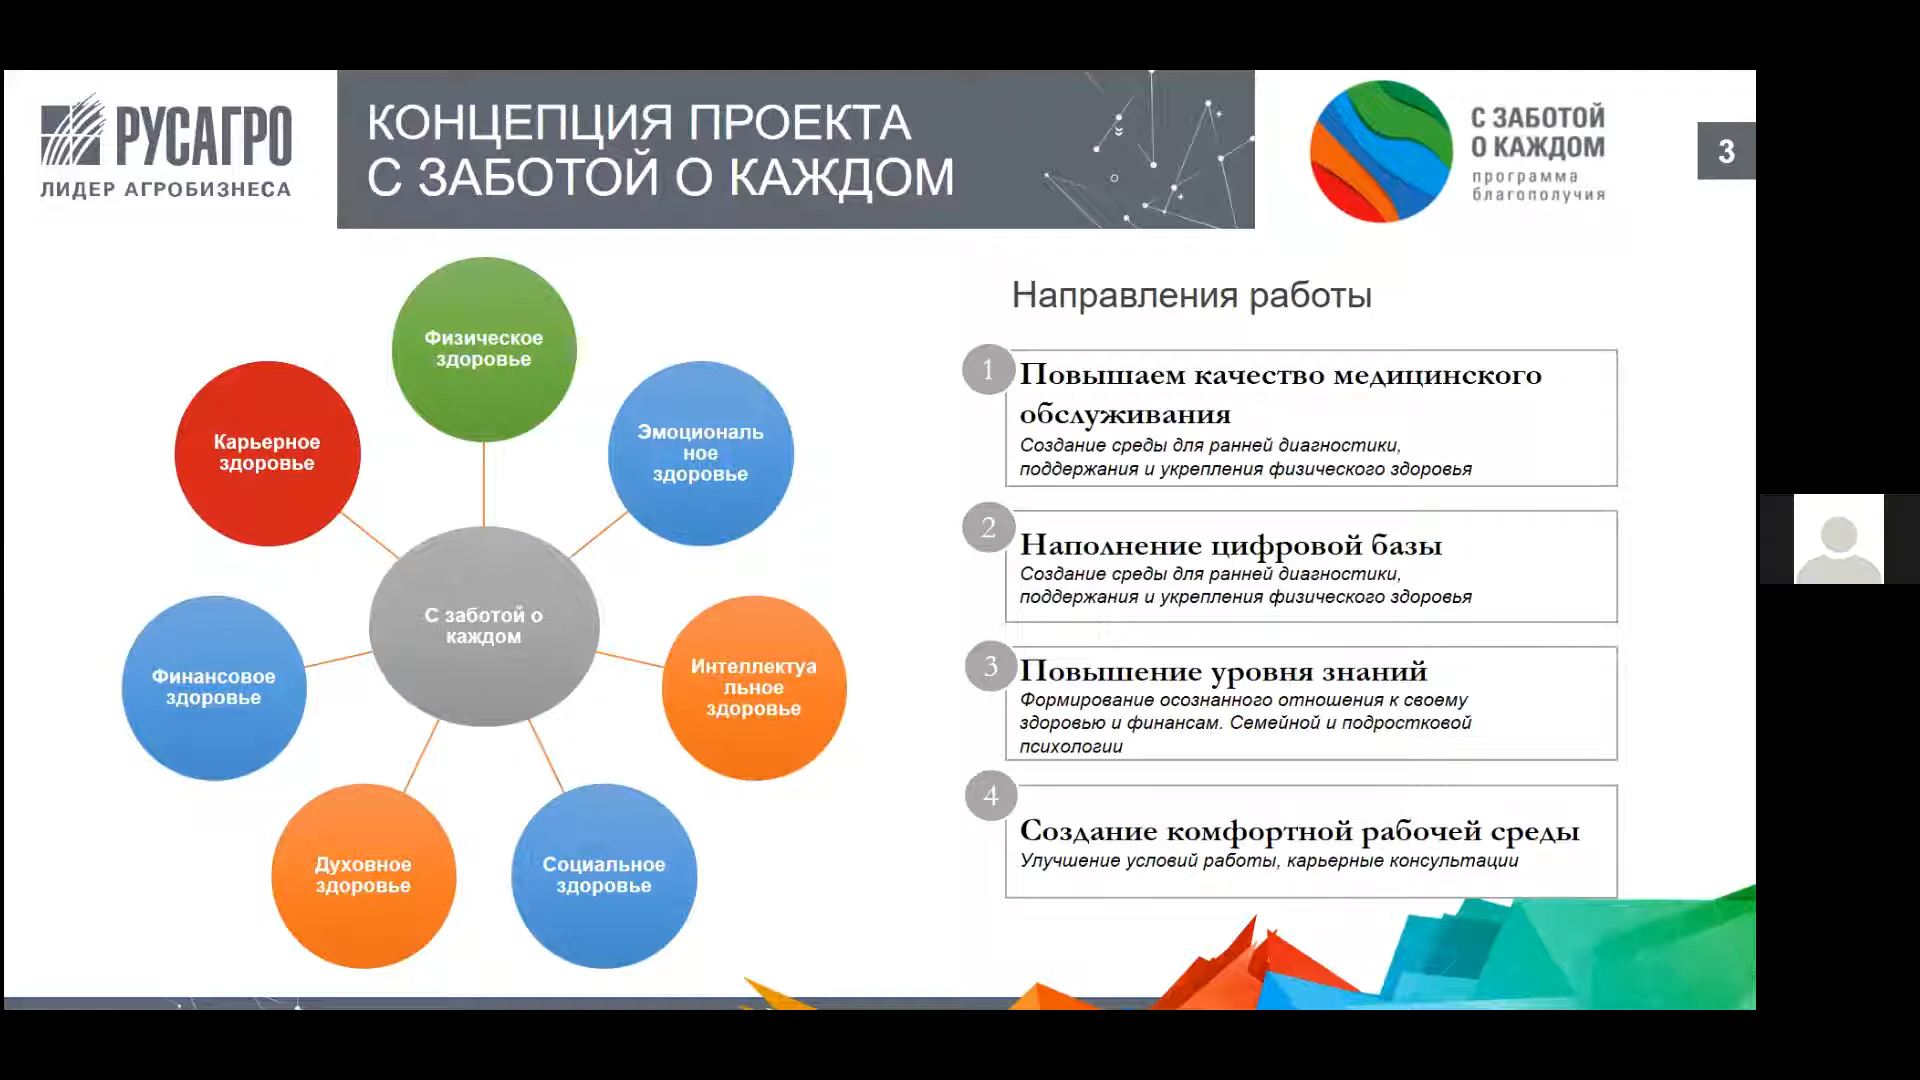 РУСАГРО
ЛИДЕР АГРОБИЗНЕСА
КОНЦЕПЦИЯ ПРОЕКТА
С ЗАБОТОЙ О КАЖДОМ
С ЗАБОТОЙ
О КАЖДОМ
программа
благополучия
3
Физическое
здоровье
Эмоциональ
ное
здоровье
Интеллектуа
льное
здоровье
Социальное
здоровье
Духовное
здоровье
Финансовое
здоровье
Карьерное
здоровье
С заботой о
каждом
Направления работы
1
Повышаем качество медицинского
обслуживания
Создание среды для ранней диагностики,
поддержания и укрепления физического здоровья
2
Наполнение цифровой базы
Создание среды для ранней диагностики,
поддержания и укрепления физического здоровья
3
Повышение уровня знаний
Формирование осознанного отношения к своему
здоровью и финансам. Семейной и подростковой
психологии
4
Создание комфортной рабочей среды
Улучшение условий работы, карьерные консультации